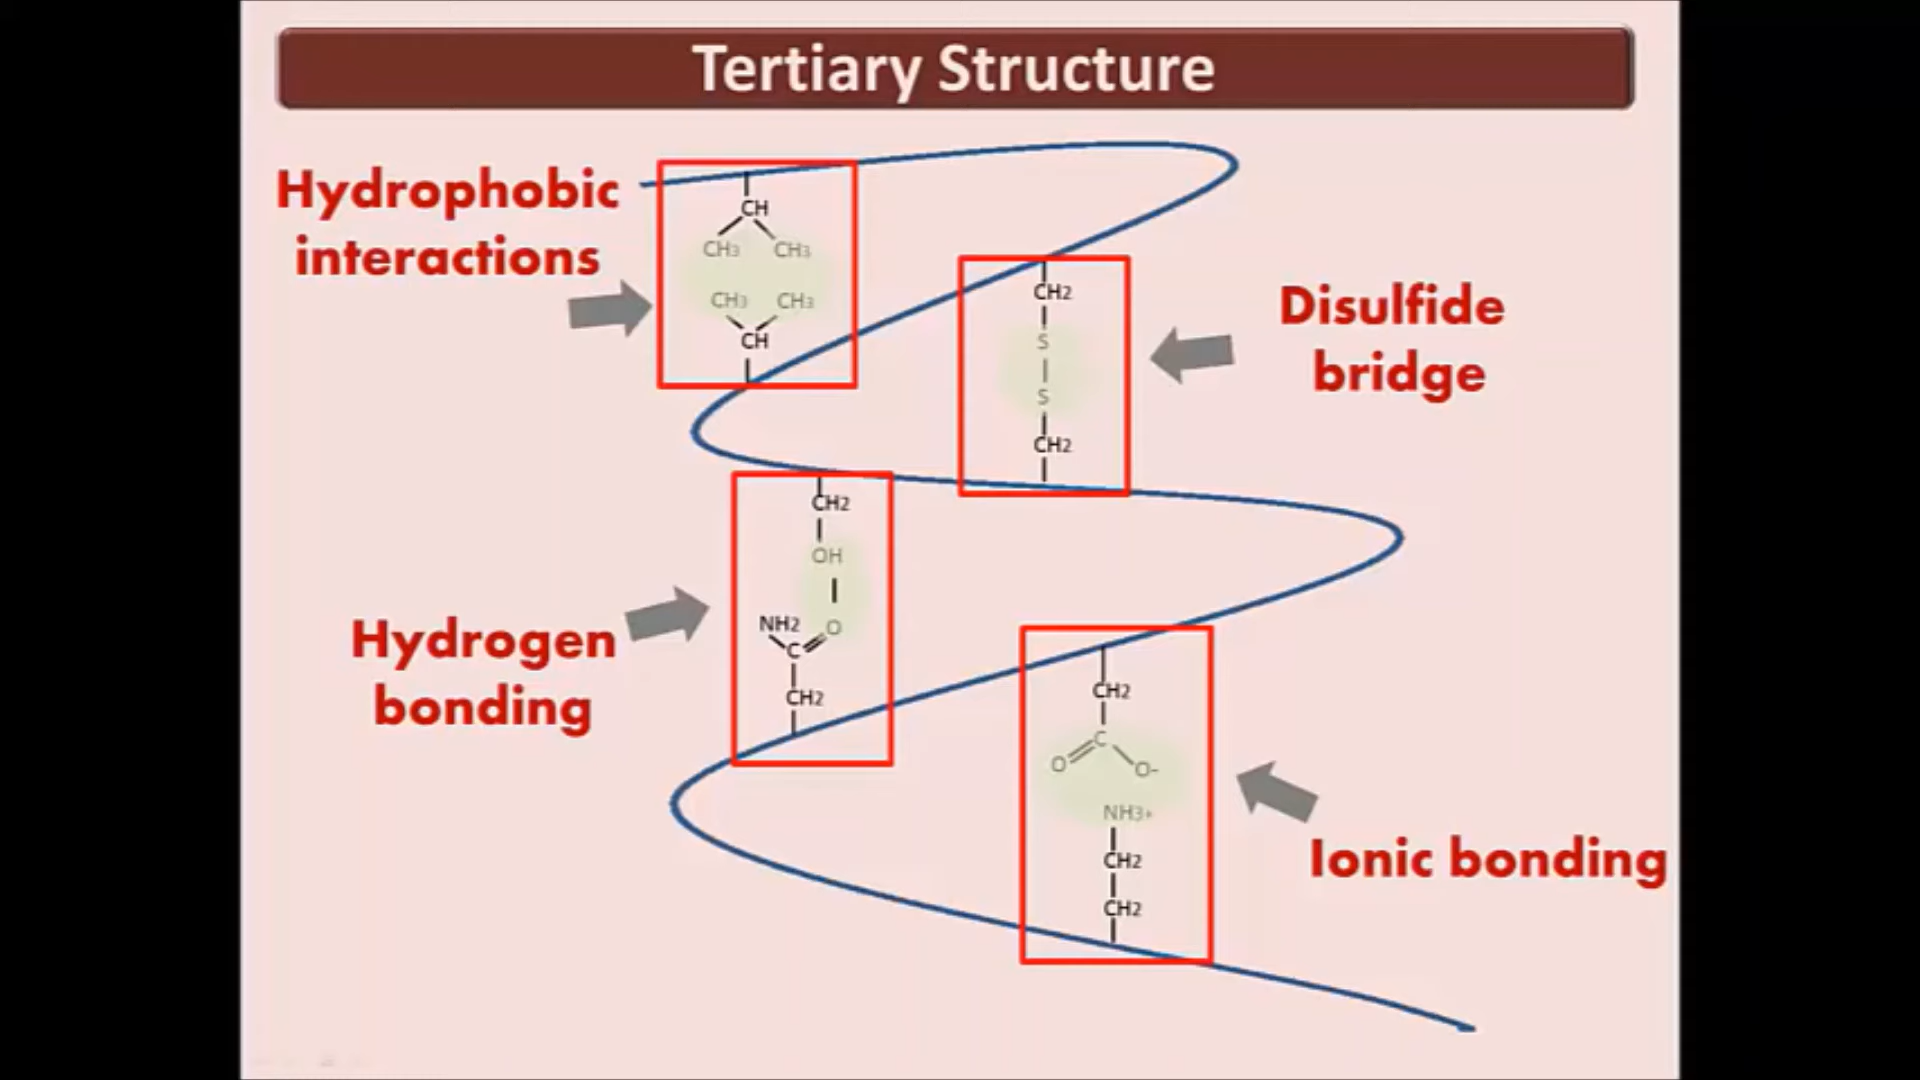 Tertiary Structure
Hydrophobic
interactions
CH
CH3 CH3
CH3 CH3
CH
CH2
S
S
CH2
Disulfide
bridge
CH2
OH
NH2 O
C
CH2
Hydrogen
bonding
CH2
C
O O-
NH3+
CH2
CH2
Ionic bonding